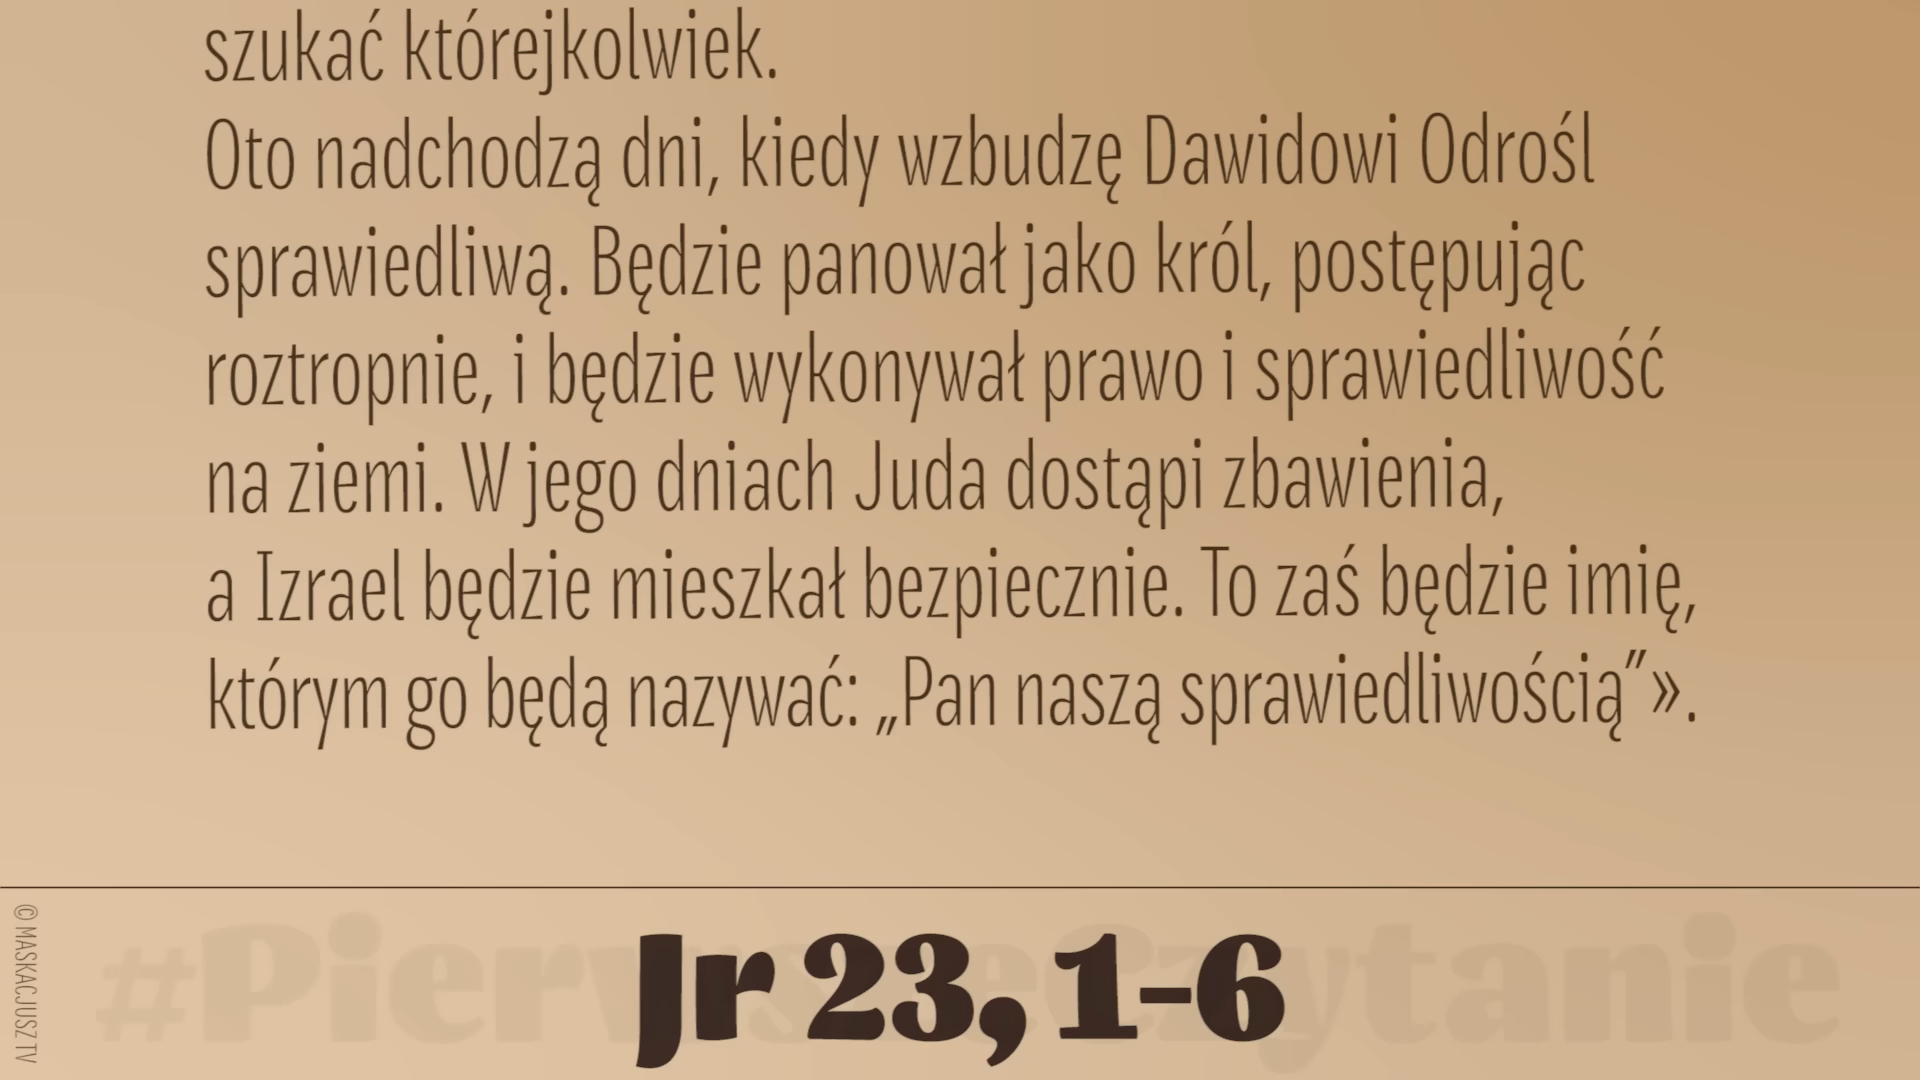 szukać którejkolwiek.
Oto nadchodzą dni, kiedy wzbudzę Dawidowi Odrośl
sprawiedliwą. Będzie panował jako król, postępując
roztropnie, i będzie wykonywał prawo i sprawiedliwość
na ziemi. W jego dniach Juda dostąpi zbawienia,
a Izrael będzie mieszkał bezpiecznie. To zaś będzie imię,
którym go będą nazywać: „Pan naszą sprawiedliwością”».
#PierwszeCzytanie
Jr 23, 1-6
© MASKACJUSZ TV